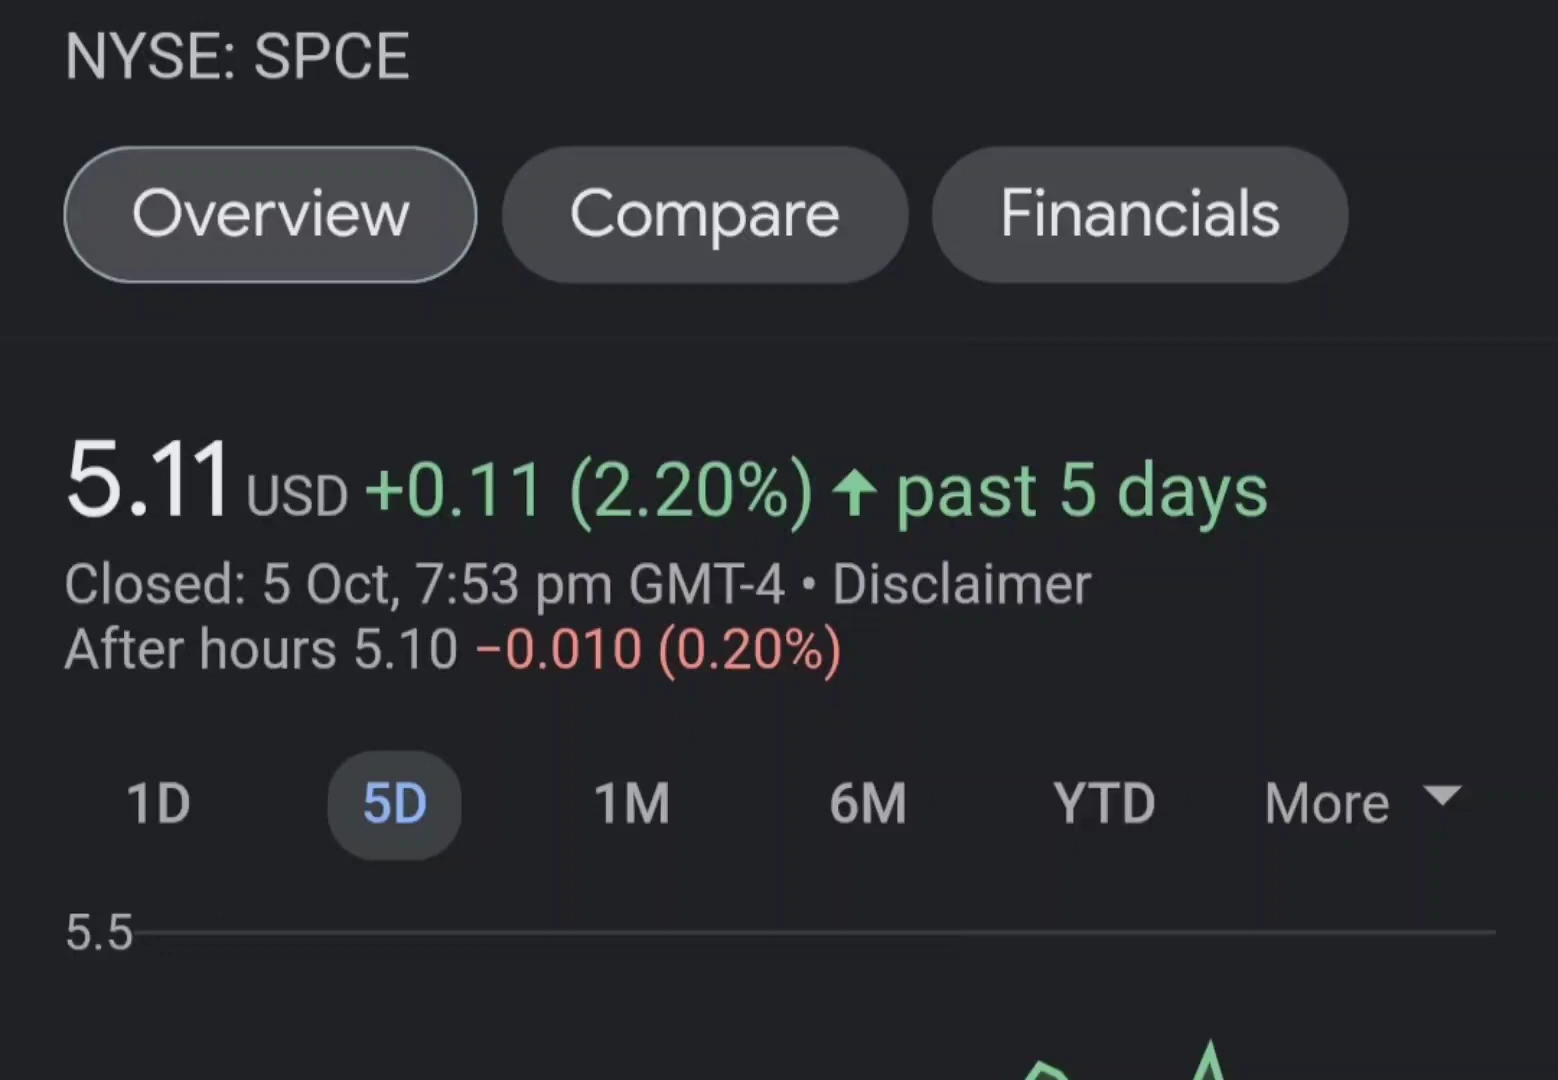 NYSE: SPCE
Overview Compare Financials
5.11 USD +0.11 (2.20%) ↑ past 5 days
Closed: 5 Oct, 7:53 pm GMT-4 • Disclaimer
After hours 5.10 −0.010 (0.20%)
1D 5D 1M 6M YTD More
5.5